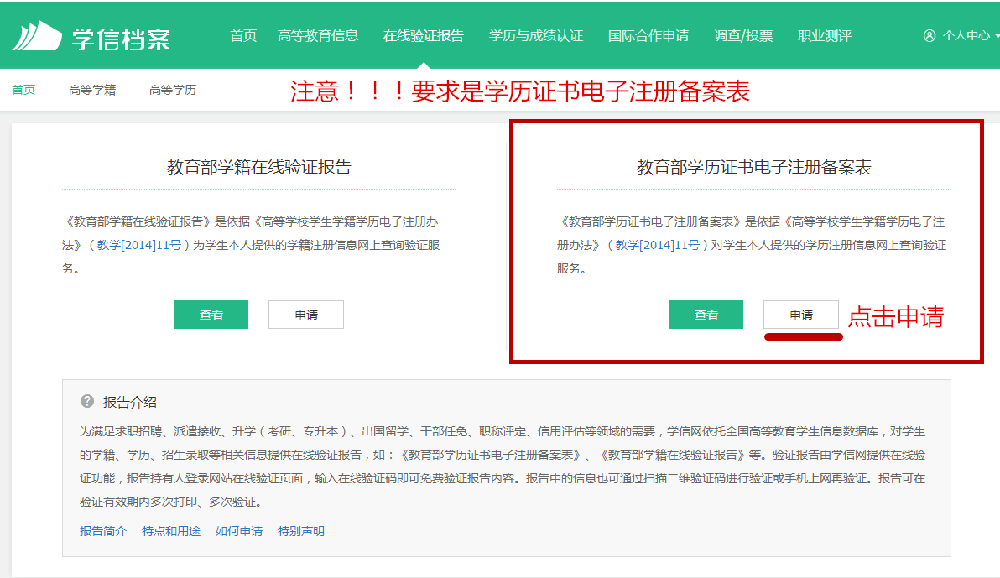 学信档案
首页 高等教育信息 在线验证报告 学历与成绩认证 国际合作申请 调查/投票 职业测评 个人中心
首页 高等学籍 高等学历
注意！！！要求是学历证书电子注册备案表
教育部学籍在线验证报告
《教育部学籍在线验证报告》是依据《高等学校学生学籍学历电子注册办
法》（教学[2014]11号）为学生本人提供的学籍注册信息网上查询验证服
务。
查看 申请
教育部学历证书电子注册备案表
《教育部学历证书电子注册备案表》是依据《高等学校学生学籍学历电子注
册办法》（教学[2014]11号）对学生本人提供的学历注册信息网上查询验证
服务。
查看 申请 点击申请
? 报告介绍
为满足求职招聘、派遣接收、升学（考研、专升本）、出国留学、干部任免、职称评定、信用评估等领域的需要，学信网依托全国高等教育学生信息数据库，对学生
的学籍、学历、招生录取等相关信息提供在线验证报告，如：《教育部学历证书电子注册备案表》、《教育部学籍在线验证报告》等。验证报告由学信网提供在线验
证功能，报告持有人登录网站在线验证页面，输入在线验证码即可免费验证报告内容。报告中的信息也可通过扫描二维验证码进行验证或手机上网再验证。报告可在
验证有效期内多次打印、多次验证。
报告简介 特点和用途 如何申请 特别声明